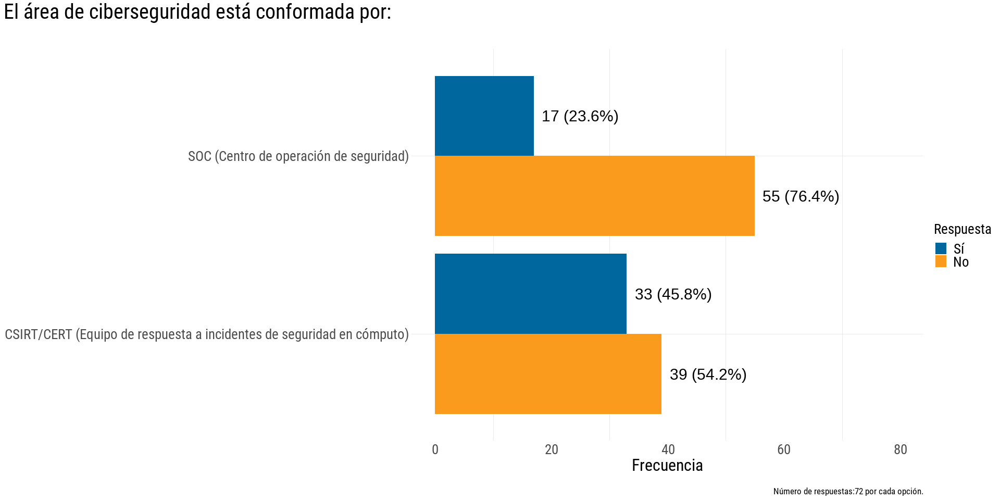 El área de ciberseguridad está conformada por:
17 (23.6%)
SOC (Centro de operación de seguridad)
55 (76.4%)
Respuesta
Sí
No
33 (45.8%)
CSIRT/CERT (Equipo de respuesta a incidentes de seguridad en cómputo)
39 (54.2%)
0 20 40 60 80
Frecuencia
Número de respuestas:72 por cada opción.